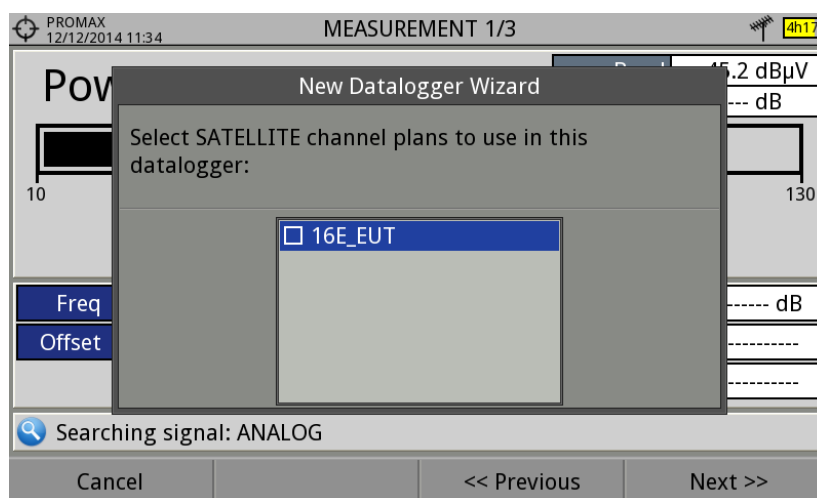 PROMAX
12/12/2014 11:34
MEASUREMENT 1/3
4h17
Pow
5.2 dBµV
--- dB
New Datalogger Wizard
Select SATELLITE channel plans to use in this
datalogger:
10
130
16E_EUT
Freq
------ dB
Offset
----------
----------
Searching signal: ANALOG
Cancel
<< Previous
Next >>